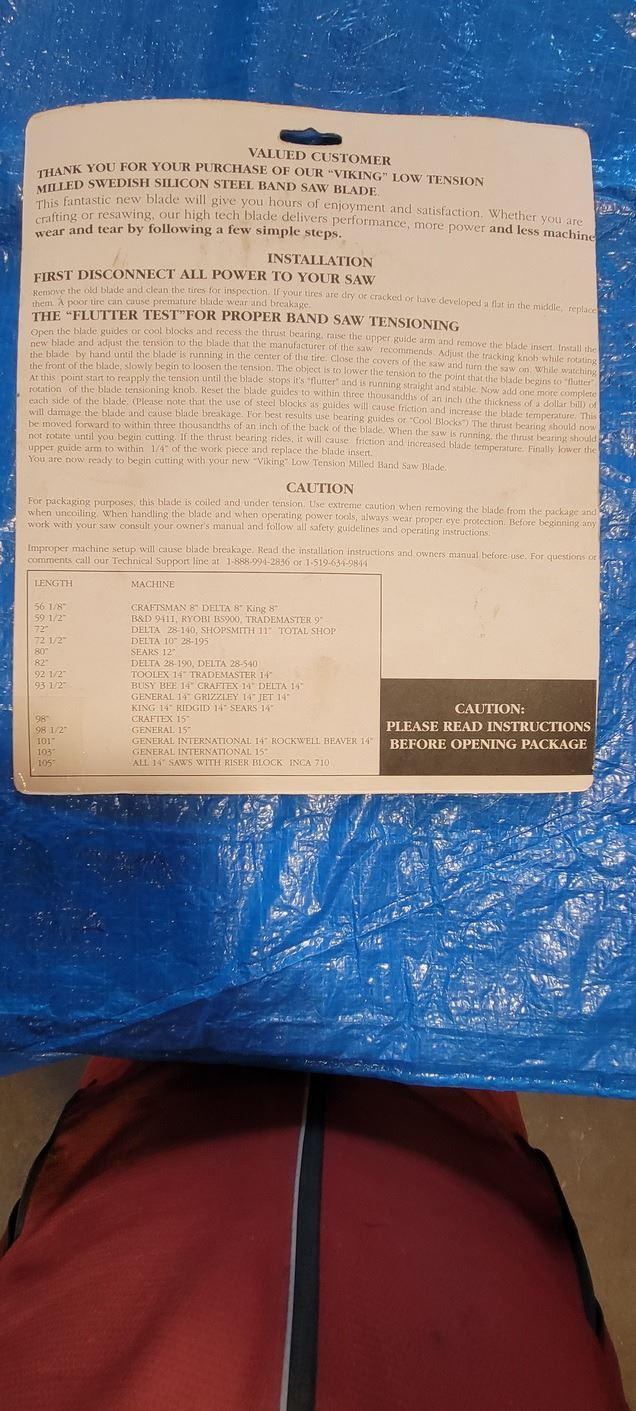 VALUED CUSTOMER
THANK YOU FOR YOUR PURCHASE OF OUR "VIKING" LOW TENSION
MILLED SWEDISH SILICON STEEL BAND SAW BLADE.
This fantastic new blade will give you hours of enjoyment and satisfaction. Whether you are
crafting or resawing, our high tech blade delivers performance, more power and less machine
wear and tear by following a few simple steps.
INSTALLATION
FIRST DISCONNECT ALL POWER TO YOUR SAW
Remove the old blade and clean the tires for inspection. If your tires are dry or cracked or have developed a flat in the middle, replace
them. A poor tire can cause premature blade wear and breakage.
THE "FLUTTER TEST"FOR PROPER BAND SAW TENSIONING
Open the blade guides or cool blocks and recess the thrust bearing, raise the upper guide arm and remove the blade insert. Install the
new blade and adjust the tension to the blade that the manufacturer of the saw recommends. Adjust the tracking knob while rotating
the blade by hand until the blade is running in the center of the tire. Close the covers of the saw and turn the saw on. While watching
the front of the blade, slowly begin to loosen the tension. The object is to lower the tension to the point that the blade begins to "flutter".
At this point start to reapply the tension until the blade stops it's "flutter" and is running straight and stable. Now add one more complete
rotation of the blade tensioning knob. Reset the blade guides to within three thousandths of an inch (the thickness of a dollar bill) of
each side of the blade. (Please note that the use of steel blocks as guides will cause friction and increase the blade temperature. This
will damage the blade and cause blade breakage. For best results use bearing guides or "Cool Blocks") The thrust bearing should now
be moved forward to within three thousandths of an inch of the back of the blade. When the saw is running, the thrust bearing should
not rotate until you begin cutting. If the thrust bearing rides, it will cause friction and increased blade temperature. Finally lower the
upper guide arm to within 1/4" of the work piece and replace the blade insert.
You are now ready to begin cutting with your new "Viking" Low Tension Milled Band Saw Blade.
CAUTION
For packaging purposes, this blade is coiled and under tension. Use extreme caution when removing the blade from the package and
when uncoiling. When handling the blade and when operating power tools, always wear proper eye protection. Before beginning any
work with your saw consult your owner's manual and follow all safety guidelines and operating instructions.
Improper machine setup will cause blade breakage. Read the installation instructions and owners manual before use. For questions or
comments call our Technical Support line at 1-888-994-2836 or 1-519-634-9844
LENGTH MACHINE
56 1/8" CRAFTSMAN 8" DELTA 8" King 8"
59 1/2" B&D 9411, RYOBI BS900, TRADEMASTER 9"
72" DELTA 28-140, SHOPSMITH 11" TOTAL SHOP
72 1/2" DELTA 10" 28-195
80" SEARS 12"
82" DELTA 28-190, DELTA 28-540
92 1/2" TOOLEX 14" TRADEMASTER 14"
93 1/2" BUSY BEE 14" CRAFTEX 14" DELTA 14"
GENERAL 14" GRIZZLEY 14" JET 14"
KING 14" RIDGID 14" SEARS 14"
98" CRAFTEX 15"
98 1/2" GENERAL 15"
101" GENERAL INTERNATIONAL 14" ROCKWELL BEAVER 14"
103" GENERAL INTERNATIONAL 15"
105" ALL 14" SAWS WITH RISER BLOCK INCA 710
CAUTION:
PLEASE READ INSTRUCTIONS
BEFORE OPENING PACKAGE